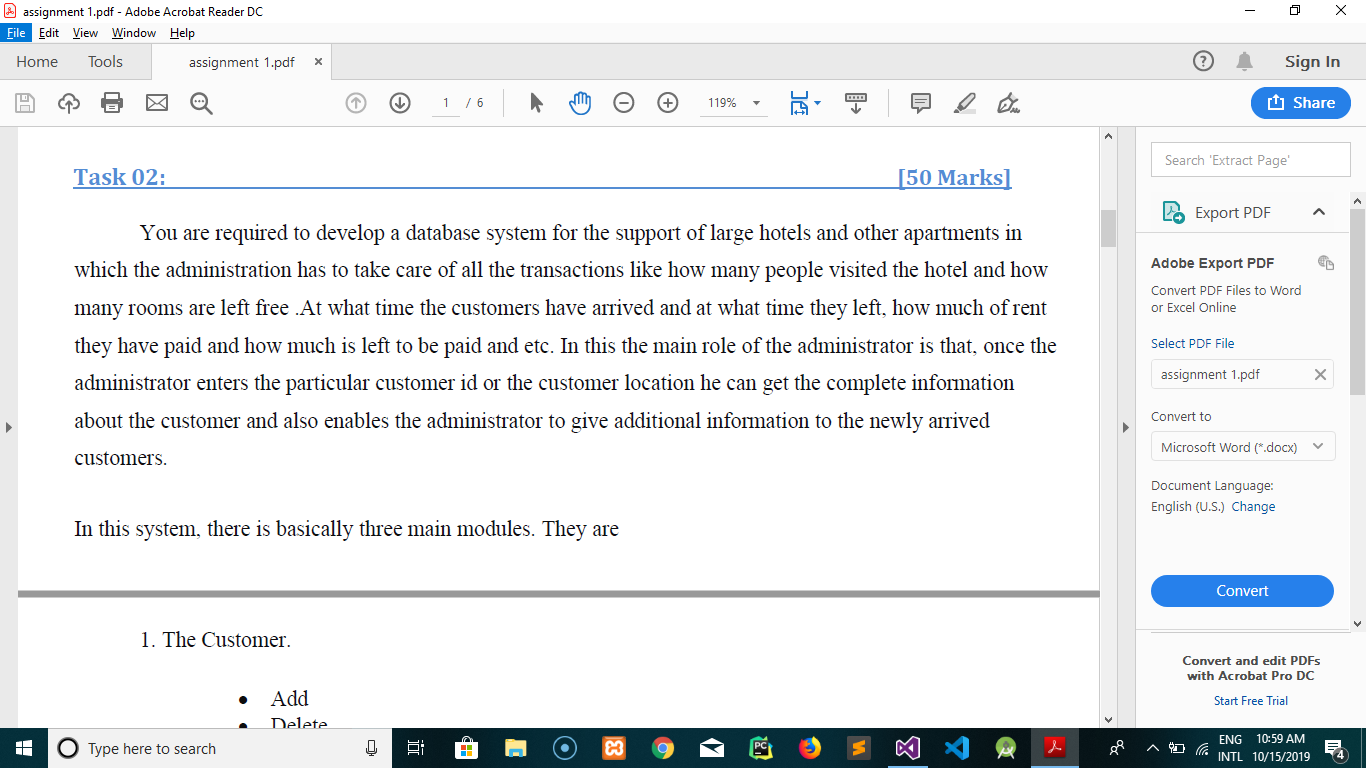 assignment 1.pdf - Adobe Acrobat Reader DC
File Edit View Window Help
Home Tools assignment 1.pdf × Sign In
1 / 6 119% Share
Task 02: [50 Marks]
You are required to develop a database system for the support of large hotels and other apartments in
which the administration has to take care of all the transactions like how many people visited the hotel and how
many rooms are left free .At what time the customers have arrived and at what time they left, how much of rent
they have paid and how much is left to be paid and etc. In this the main role of the administrator is that, once the
administrator enters the particular customer id or the customer location he can get the complete information
about the customer and also enables the administrator to give additional information to the newly arrived
customers.
In this system, there is basically three main modules. They are
1. The Customer.
• Add
• Delete
Search 'Extract Page'
Export PDF
Adobe Export PDF
Convert PDF Files to Word
or Excel Online
Select PDF File
assignment 1.pdf
Convert to
Microsoft Word (*.docx)
Document Language:
English (U.S.) Change
Convert
Convert and edit PDFs
with Acrobat Pro DC
Start Free Trial
Type here to search
PC
ENG 10:59 AM
INTL 10/15/2019 4